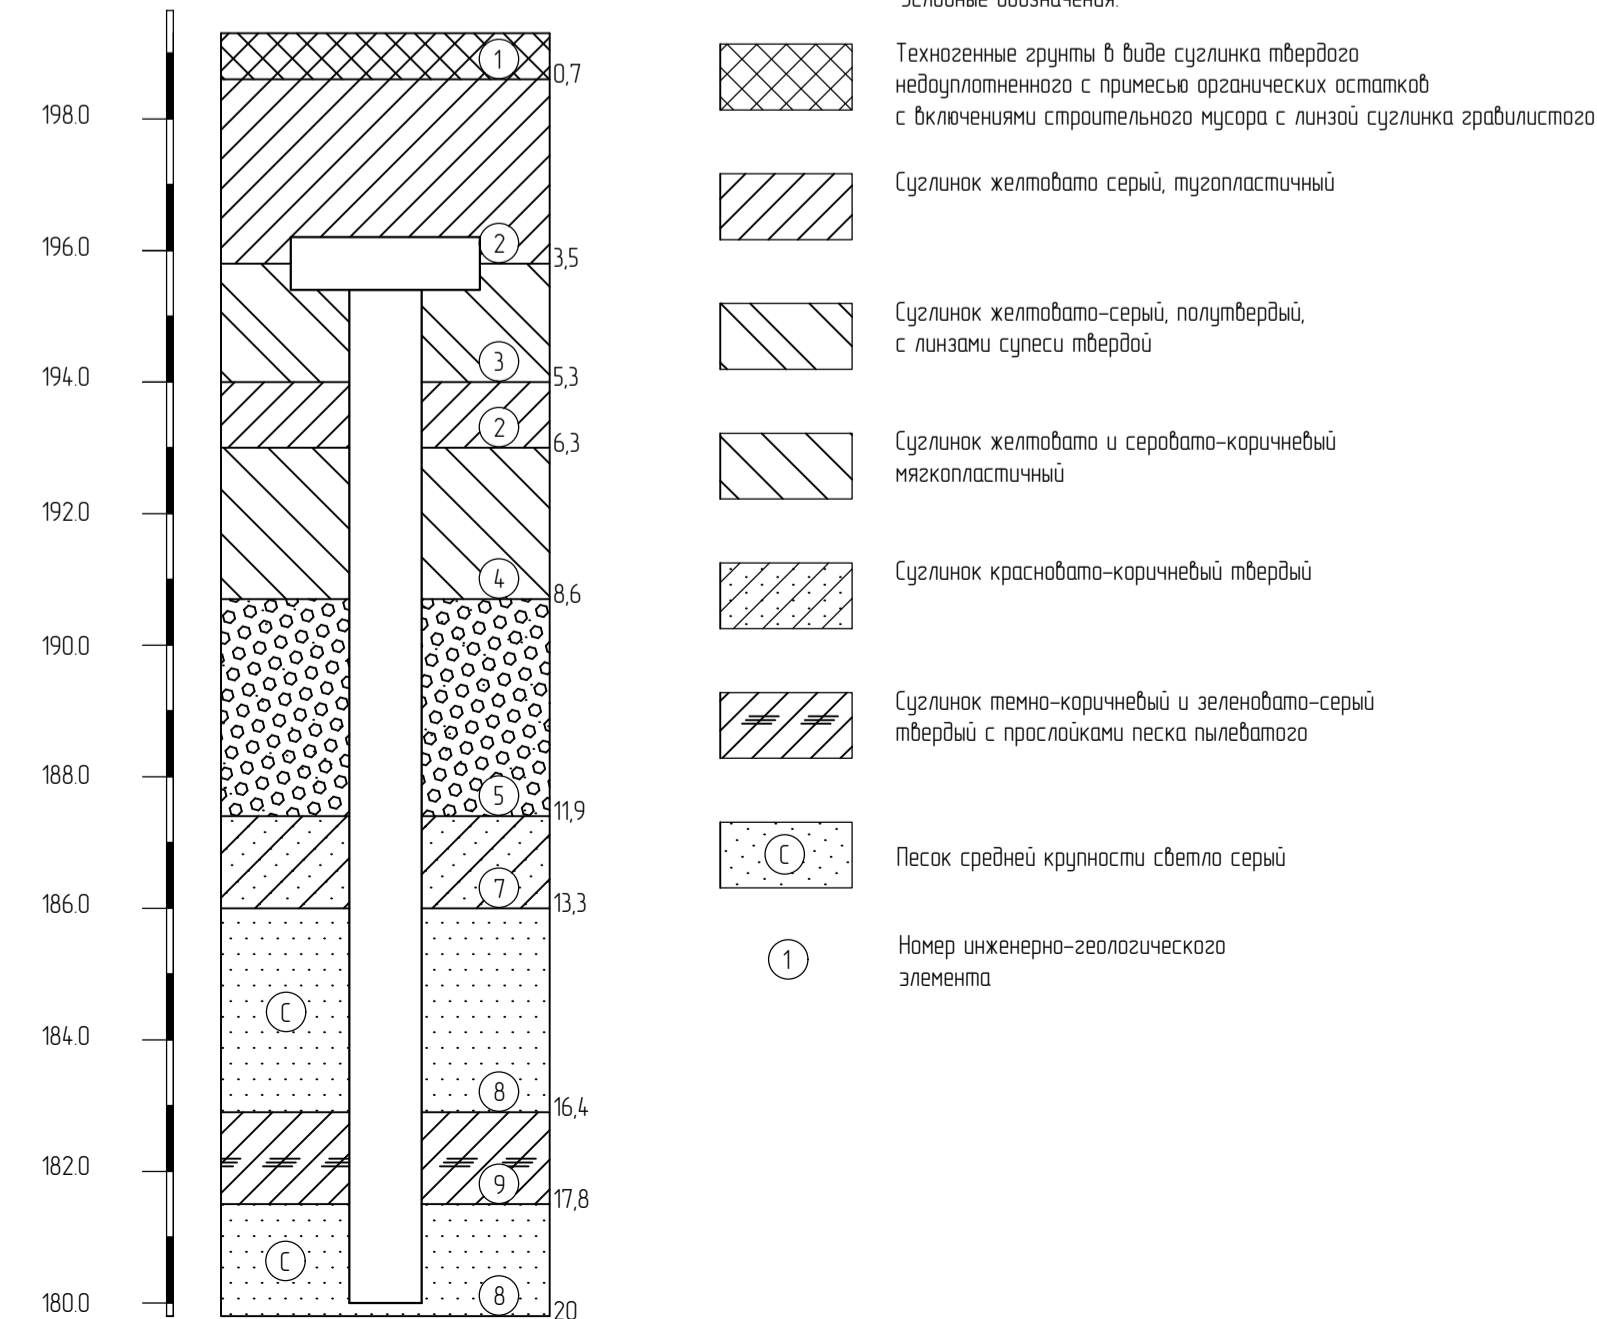 Условные обозначения:
198.0
196.0
194.0
192.0
190.0
188.0
186.0
184.0
182.0
180.0
1
0,7
2
3,5
3
5,3
2
6,3
4
8,6
5
11,9
7
13,3
С
8
16,4
9
17,8
С
8
20
Техногенные грунты в виде суглинка твердого
недоуплотненного с примесью органических остатков
с включениями строительного мусора с линзой суглинка гравилистого
Суглинок желтовато серый, тугопластичный
Суглинок желтовато-серый, полутвердый,
с линзами супеси твердой
Суглинок желтовато и серовато-коричневый
мягкопластичный
Суглинок красновато-коричневый твердый
Суглинок темно-коричневый и зеленовато-серый
твердый с прослойками песка пылеватого
С
Песок средней крупности светло серый
1
Номер инженерно-геологического
элемента